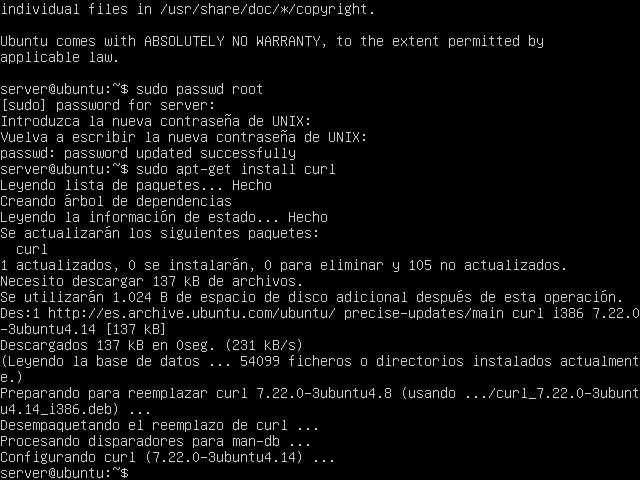 individual files in /usr/share/doc/*/copyright.
Ubuntu comes with ABSOLUTELY NO WARRANTY, to the extent permitted by
applicable law.
server@ubuntu:~$ sudo passwd root
[sudo] password for server:
Introduzca la nueva contraseña de UNIX:
Vuelva a escribir la nueva contraseña de UNIX:
passwd: password updated successfully
server@ubuntu:~$ sudo apt-get install curl
Leyendo lista de paquetes... Hecho
Creando árbol de dependencias
Leyendo la información de estado... Hecho
Se actualizarán los siguientes paquetes:
  curl
1 actualizados, 0 se instalarán, 0 para eliminar y 105 no actualizados.
Necesito descargar 137 kB de archivos.
Se utilizarán 1.024 B de espacio de disco adicional después de esta operación.
Des:1 http://es.archive.ubuntu.com/ubuntu/ precise-updates/main curl i386 7.22.0
-3ubuntu4.14 [137 kB]
Descargados 137 kB en 0seg. (231 kB/s)
(Leyendo la base de datos ... 54099 ficheros o directorios instalados actualment
e.)
Preparando para reemplazar curl 7.22.0-3ubuntu4.8 (usando .../curl_7.22.0-3ubunt
u4.14_i386.deb) ...
Desempaquetando el reemplazo de curl ...
Procesando disparadores para man-db ...
Configurando curl (7.22.0-3ubuntu4.14) ...
server@ubuntu:~$